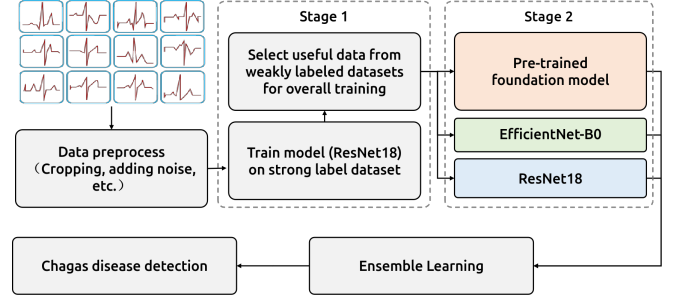 Stage 1
Stage 2
Select useful data from
weakly labeled datasets
for overall training
Pre-trained
foundation model
Data preprocess
（Cropping, adding noise,
etc.）
Train model (ResNet18)
on strong label dataset
EfficientNet-B0
ResNet18
Chagas disease detection
Ensemble Learning